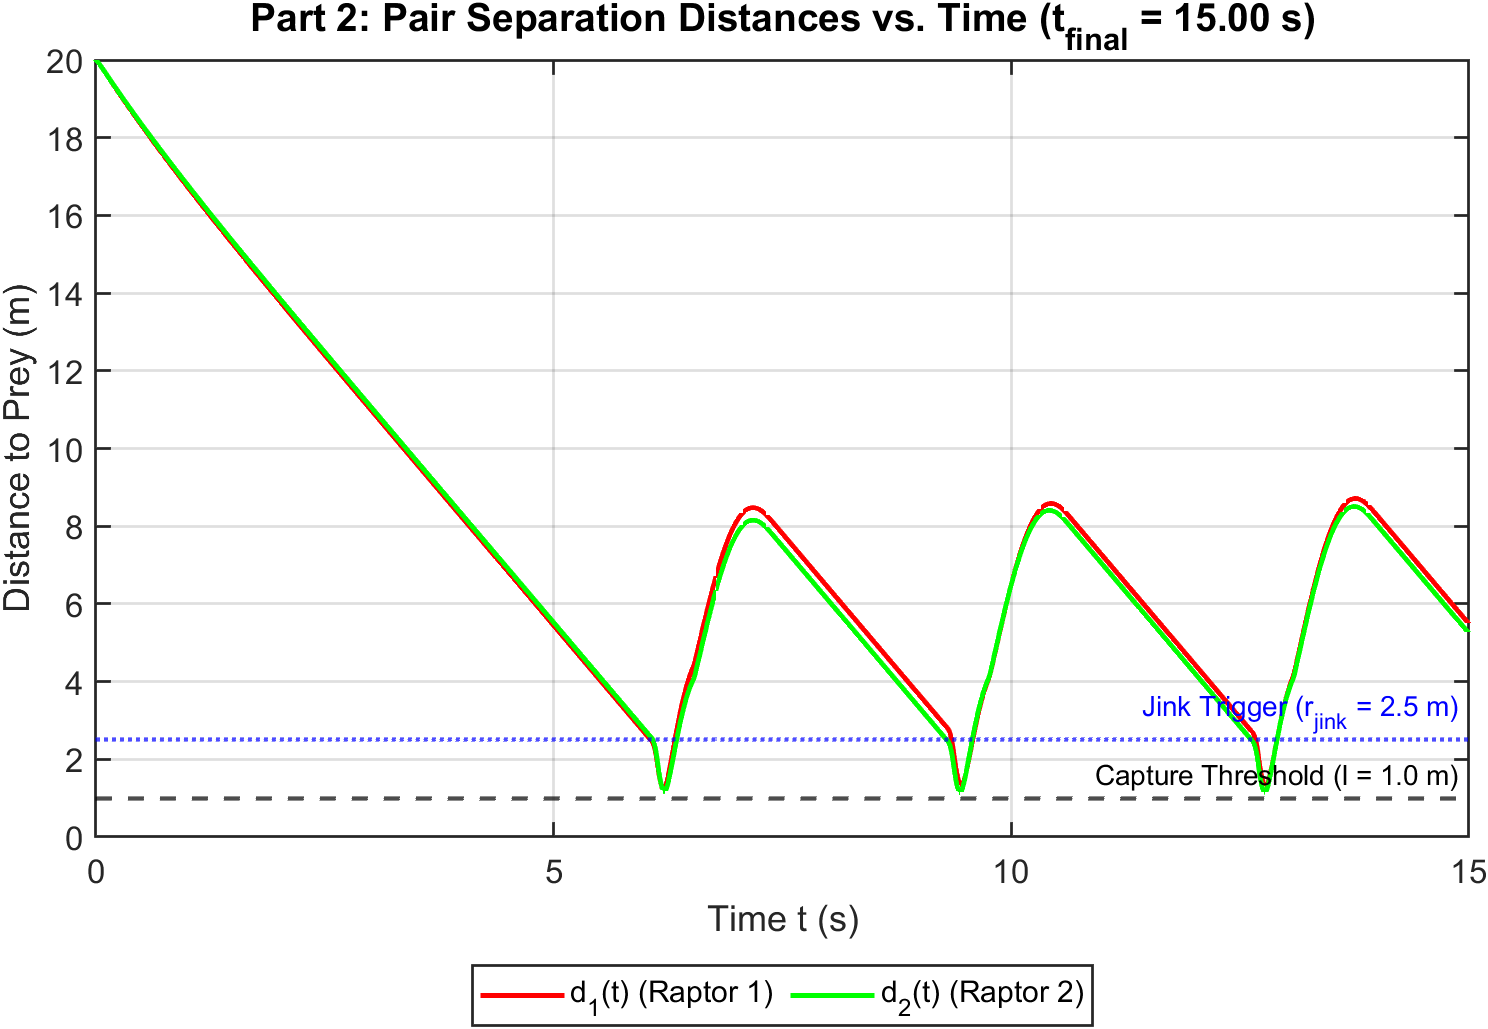 Part 2: Pair Separation Distances vs. Time (t_final = 15.00 s)
Distance to Prey (m)
20
18
16
14
12
10
8
6
4
2
0
Jink Trigger (r_jink = 2.5 m)
Capture Threshold (l = 1.0 m)
0 5 10 15
Time t (s)
d_1(t) (Raptor 1) d_2(t) (Raptor 2)